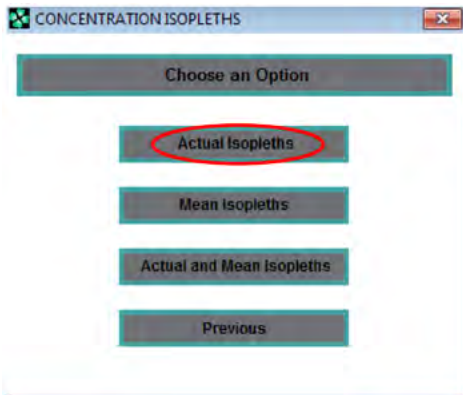 CONCENTRATION ISOPLETHS
Choose an Option
Actual Isopleths
Mean Isopleths
Actual and Mean Isopleths
Previous